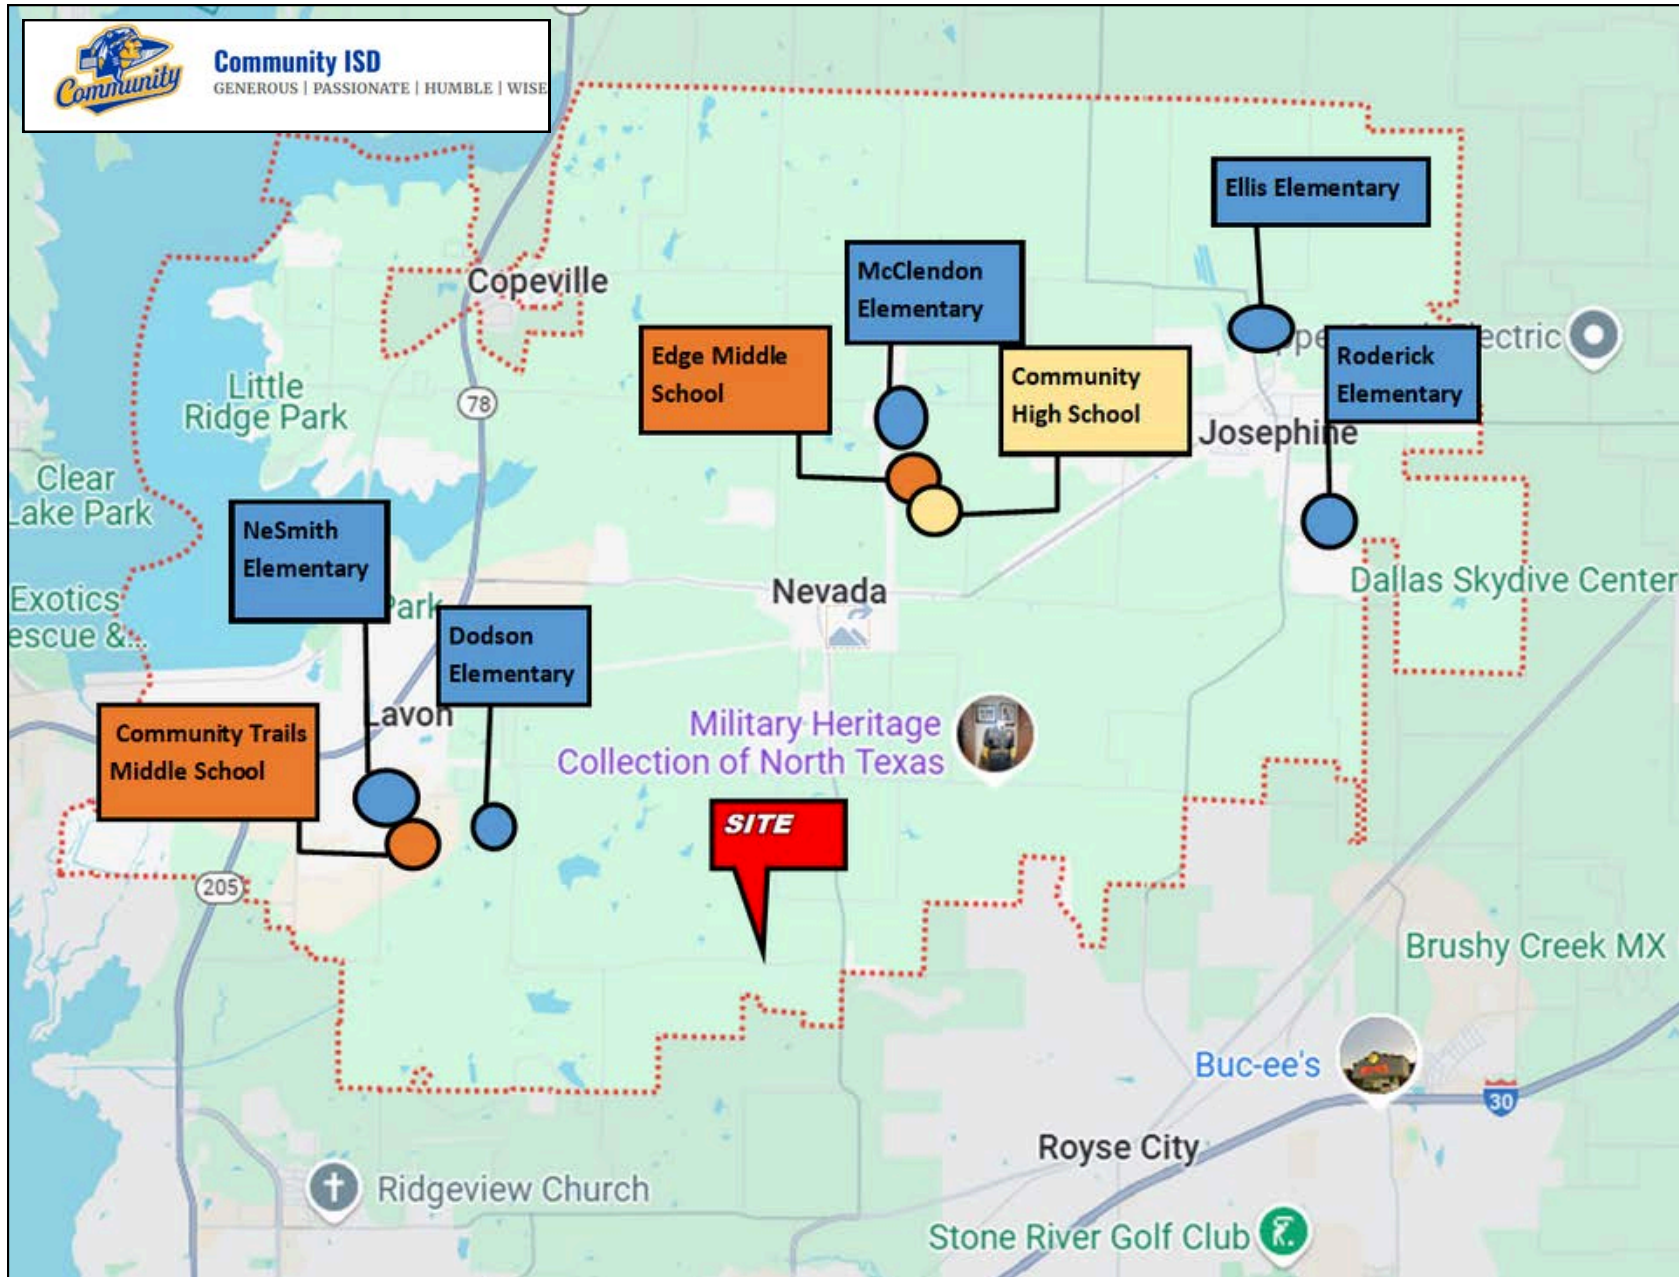 Community
Community ISD
GENEROUS | PASSIONATE | HUMBLE | WISE
Ellis Elementary
McClendon
Elementary
Copeville
Edge Middle
School
Community
High School
Roderick
Elementary
Electric
Little
Ridge Park
78
Josephine
Clear
Lake Park
NeSmith
Elementary
Dallas Skydive Center
Nevada
Exotics
escue &...
Park
Dodson
Elementary
Lavon
Community Trails
Middle School
Military Heritage
Collection of North Texas
SITE
205
Brushy Creek MX
Buc-ee's
30
Royse City
Ridgeview Church
Stone River Golf Club